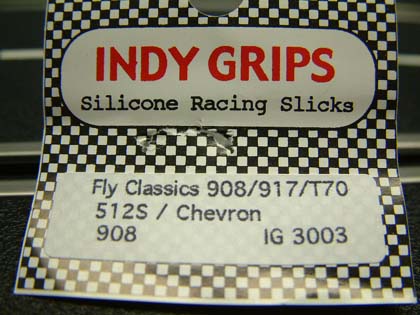 INDY GRIPS
Silicone Racing Slicks
Fly Classics 908/917/T70
512S / Chevron
908 IG 3003